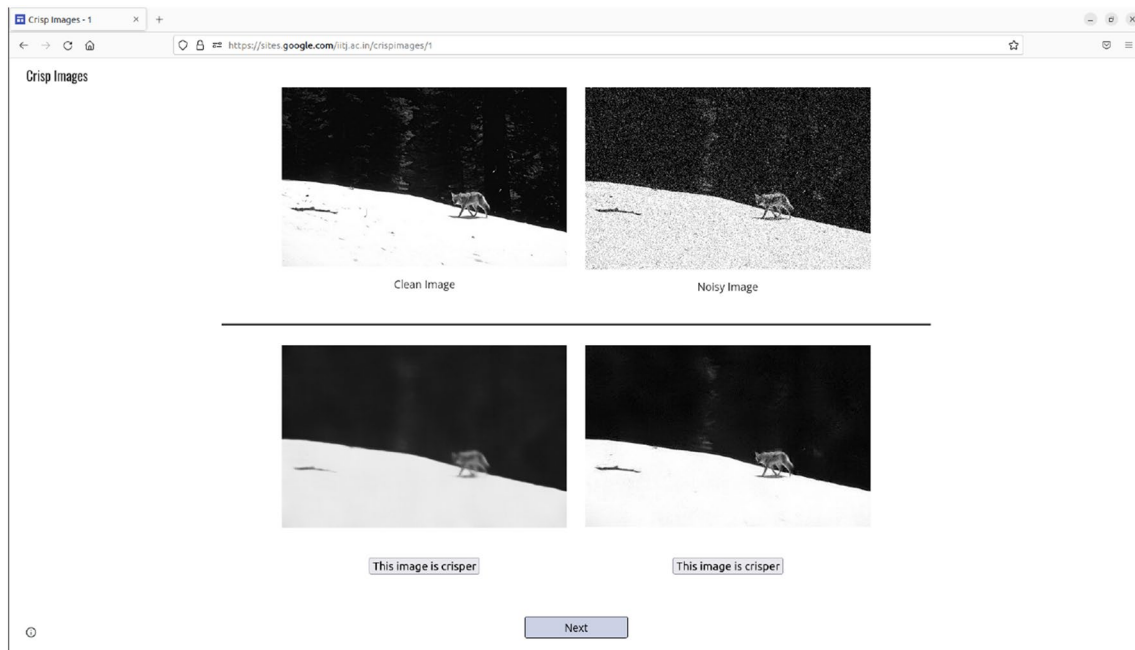 Crisp Images - 1
https://sites.google.com/iitj.ac.in/crispimages/1
Crisp Images
Clean Image
Noisy Image
This image is crisper
This image is crisper
Next